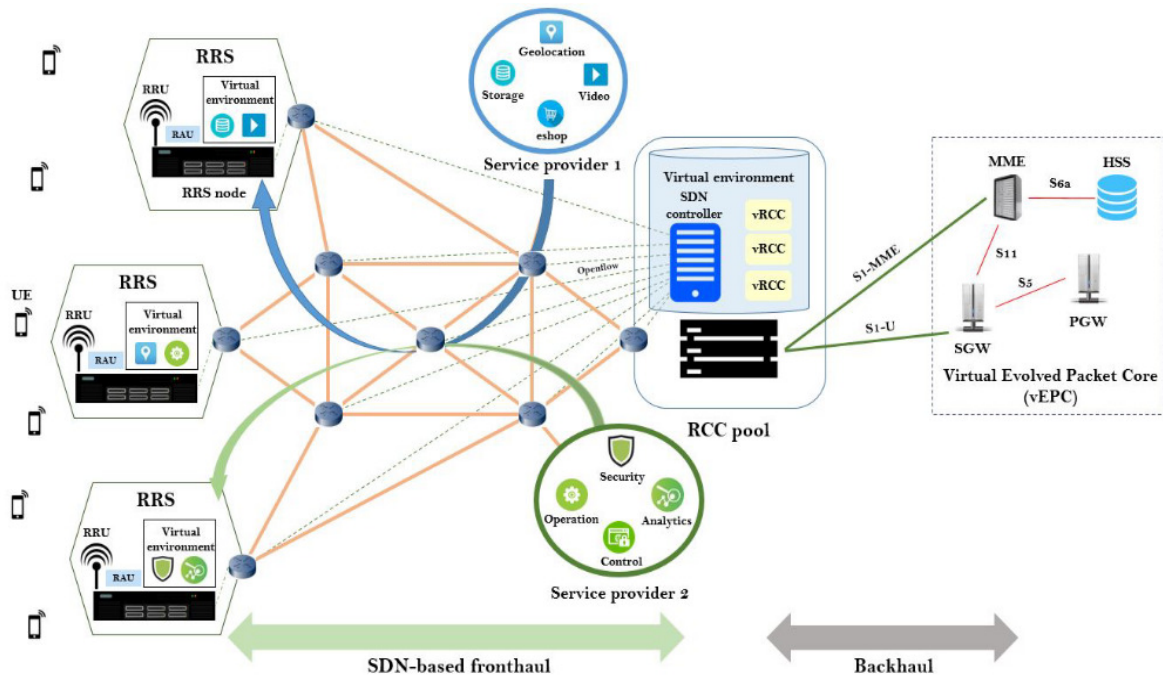 RRS
RRU
Virtual
environment
RAU
RRS node
Geolocation
Storage
Video
eshop
Service provider 1
UE
RRS
RRU
Virtual
environment
RAU
RRS
RRU
Virtual
environment
RAU
Openflow
Virtual environment
SDN
controller
vRCC
vRCC
vRCC
RCC pool
Security
Operation
Analytics
Control
Service provider 2
S1-MME
S1-U
MME
HSS
S6a
S11
S5
SGW
PGW
Virtual Evolved Packet Core
(vEPC)
SDN-based fronthaul
Backhaul